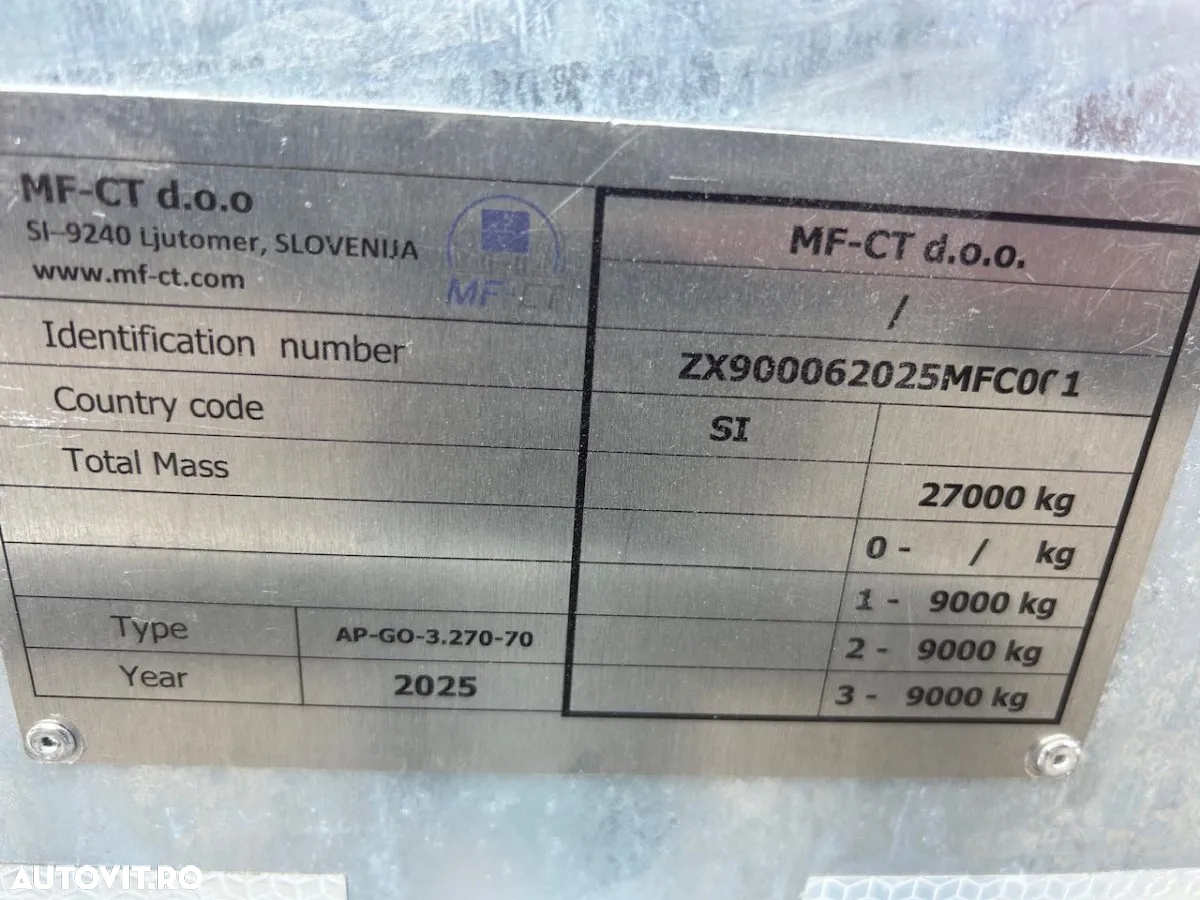 MF-CT d.o.o
SI-9240 Ljutomer, SLOVENIJA
www.mf-ct.com
MF-CT
MF-CT d.o.o.
/
Identification number
ZX900062025MFC001
Country code
SI
Total Mass
27000 kg
0 - / kg
1 - 9000 kg
Type AP-GO-3.270-70
2 - 9000 kg
Year 2025
3 - 9000 kg
AUTOVIT.RO